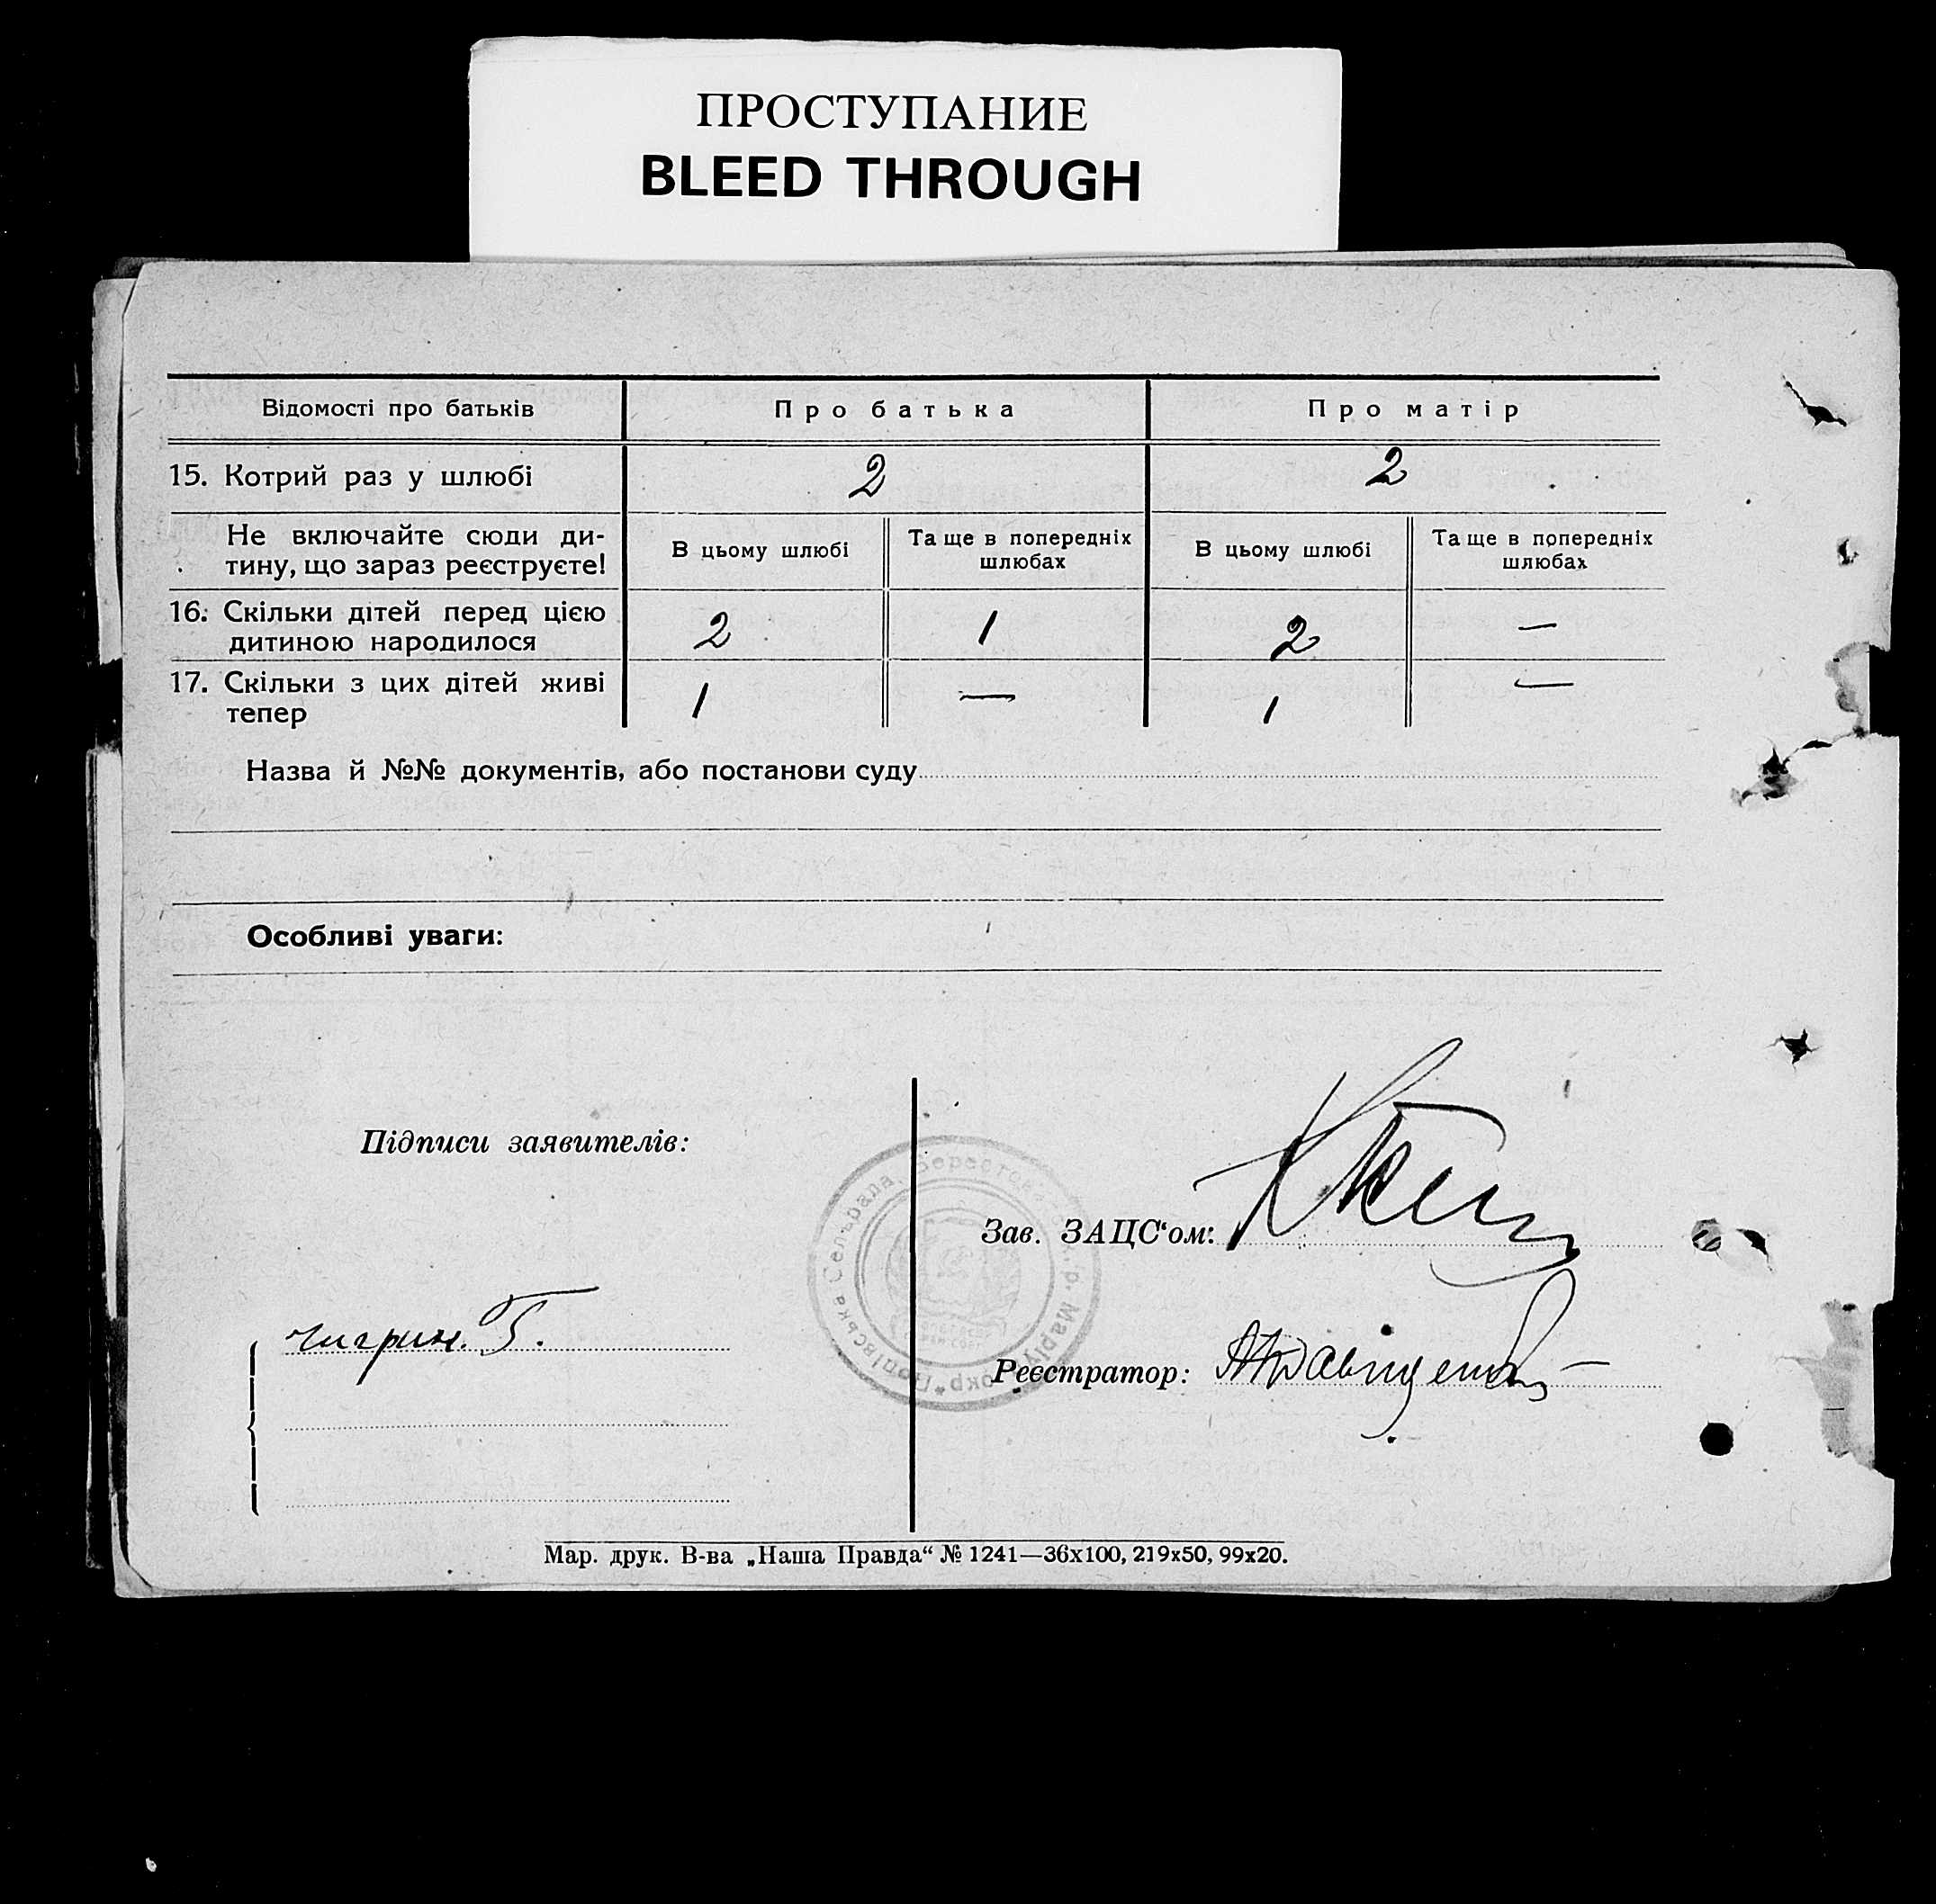 ПРОСТУПАНИЕ
BLEED THROUGH
Відомості про батьків Про батька Про матір
15. Котрий раз у шлюбі 2 2
Не включайте сюди ди-
тину, що зараз реєструєте!
В цьому шлюбі Та ще в попередніх шлюбах В цьому шлюбі Та ще в попередніх шлюбах
16. Скільки дітей перед цією
дитиною народилося 2 1 2 —
17. Скільки з цих дітей живі
тепер 1 — 1 —
Назва й №№ документів, або постанови суду
Особливі уваги:
Підписи заявителів:
Зав. ЗАЦС‘ом:
чигрин. Г.
Реєстратор:
Сельрада
Мар. друк. В-ва „Наша Правда“ № 1241—36х100, 219х50, 99х20.